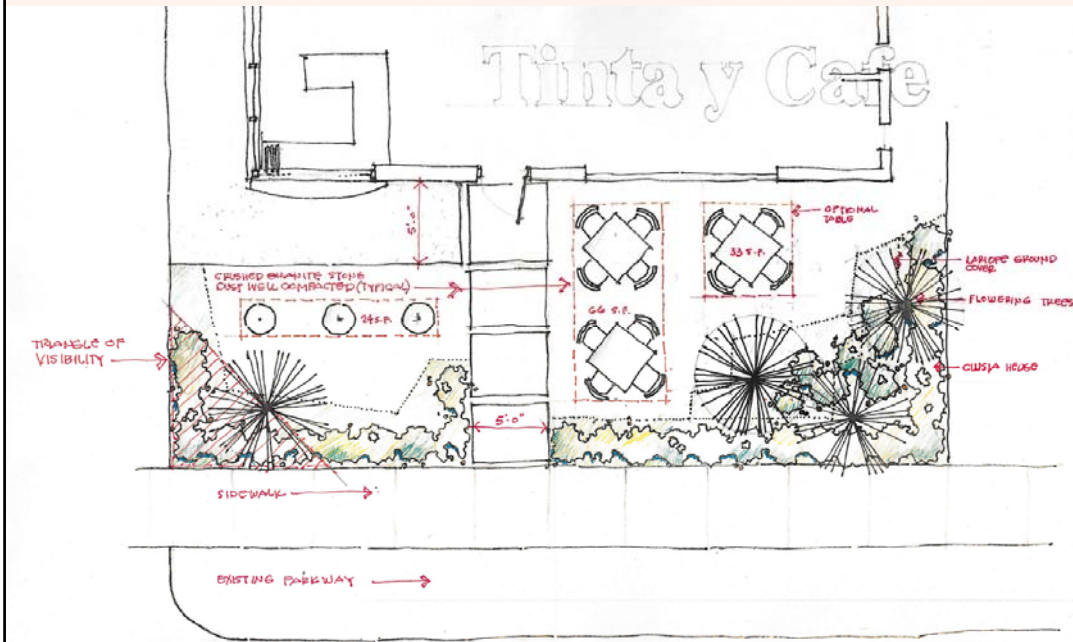 Tinta y Cafe
5'.0"
OPTIONAL
TABLE
33 S.F.
LARIOPE GROUND
COVER
CRUSHED GRANITE STONE
DUST WELL COMPACTED (TYPICAL)
FLOWERING TREES
66 S.F.
24 S.F.
TRIANGLE OF
VISIBILITY
CLUSIA HEDGE
5'.0"
SIDEWALK
EXISTING PARKWAY